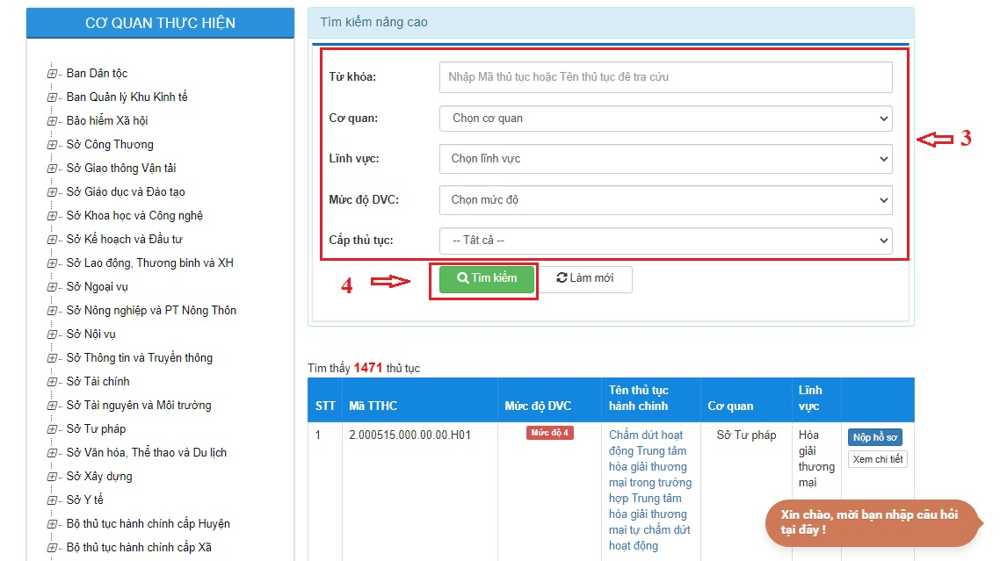 CƠ QUAN THỰC HIỆN
Ban Dân tộc
Ban Quản lý Khu Kinh tế
Bảo hiểm Xã hội
Sở Công Thương
Sở Giao thông Vận tải
Sở Giáo dục và Đào tạo
Sở Khoa học và Công nghệ
Sở Kế hoạch và Đầu tư
Sở Lao động, Thương binh và XH
Sở Ngoại vụ
Sở Nông nghiệp và PT Nông Thôn
Sở Nội vụ
Sở Thông tin và Truyền thông
Sở Tài chính
Sở Tài nguyên và Môi trường
Sở Tư pháp
Sở Văn hóa, Thể thao và Du lịch
Sở Xây dựng
Sở Y tế
Bộ thủ tục hành chính cấp Huyện
Bộ thủ tục hành chính cấp Xã
Tìm kiếm nâng cao
Từ khóa:
Nhập Mã thủ tục hoặc Tên thủ tục để tra cứu
Cơ quan:
Chọn cơ quan
Lĩnh vực:
Chọn lĩnh vực
Mức độ DVC:
Chọn mức độ
Cấp thủ tục:
-- Tất cả --
3
4
Tìm kiếm
Làm mới
Tìm thấy 1471 thủ tục
STT
Mã TTHC
Mức độ DVC
Tên thủ tục
hành chính
Cơ quan
Lĩnh
vực
1
2.000515.000.00.00.H01
Mức độ 4
Chấm dứt hoạt
động Trung tâm
hòa giải thương
mại trong trường
hợp Trung tâm
hòa giải thương
mại tự chấm dứt
hoạt động
Sở Tư pháp
Hòa
giải
thương
mại
Nộp hồ sơ
Xem chi tiết
Xin chào, mời bạn nhập câu hỏi
tại đây !